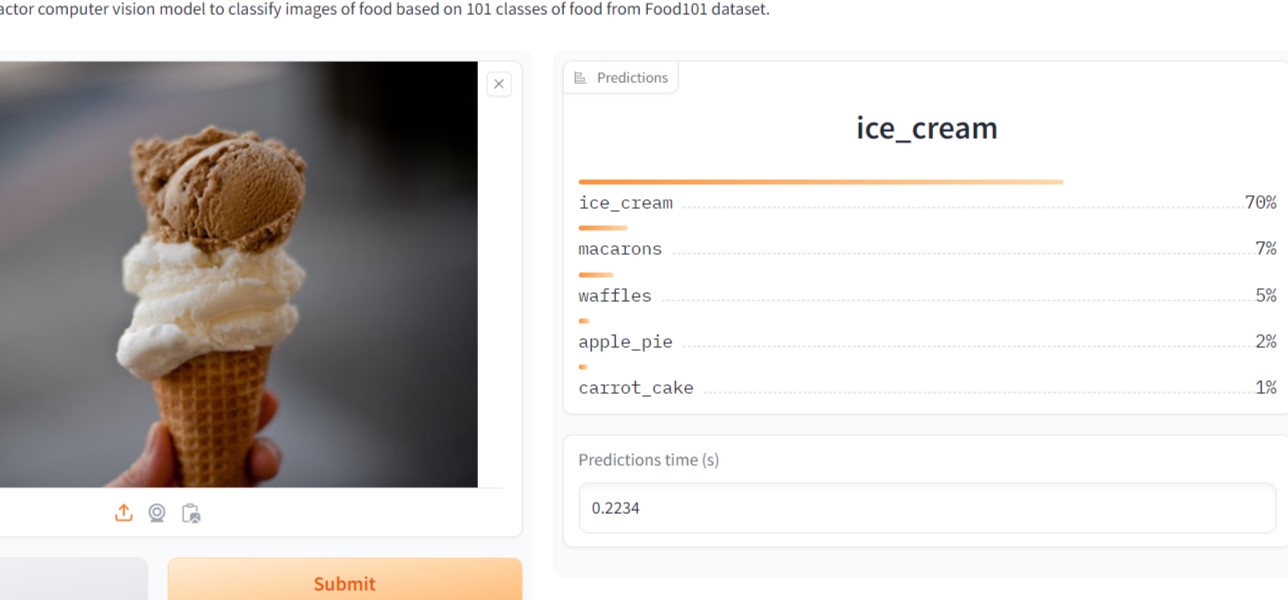 actor computer vision model to classify images of food based on 101 classes of food from Food101 dataset.
Predictions
ice_cream
ice_cream 70%
macarons 7%
waffles 5%
apple_pie 2%
carrot_cake 1%
Predictions time (s)
0.2234
Submit